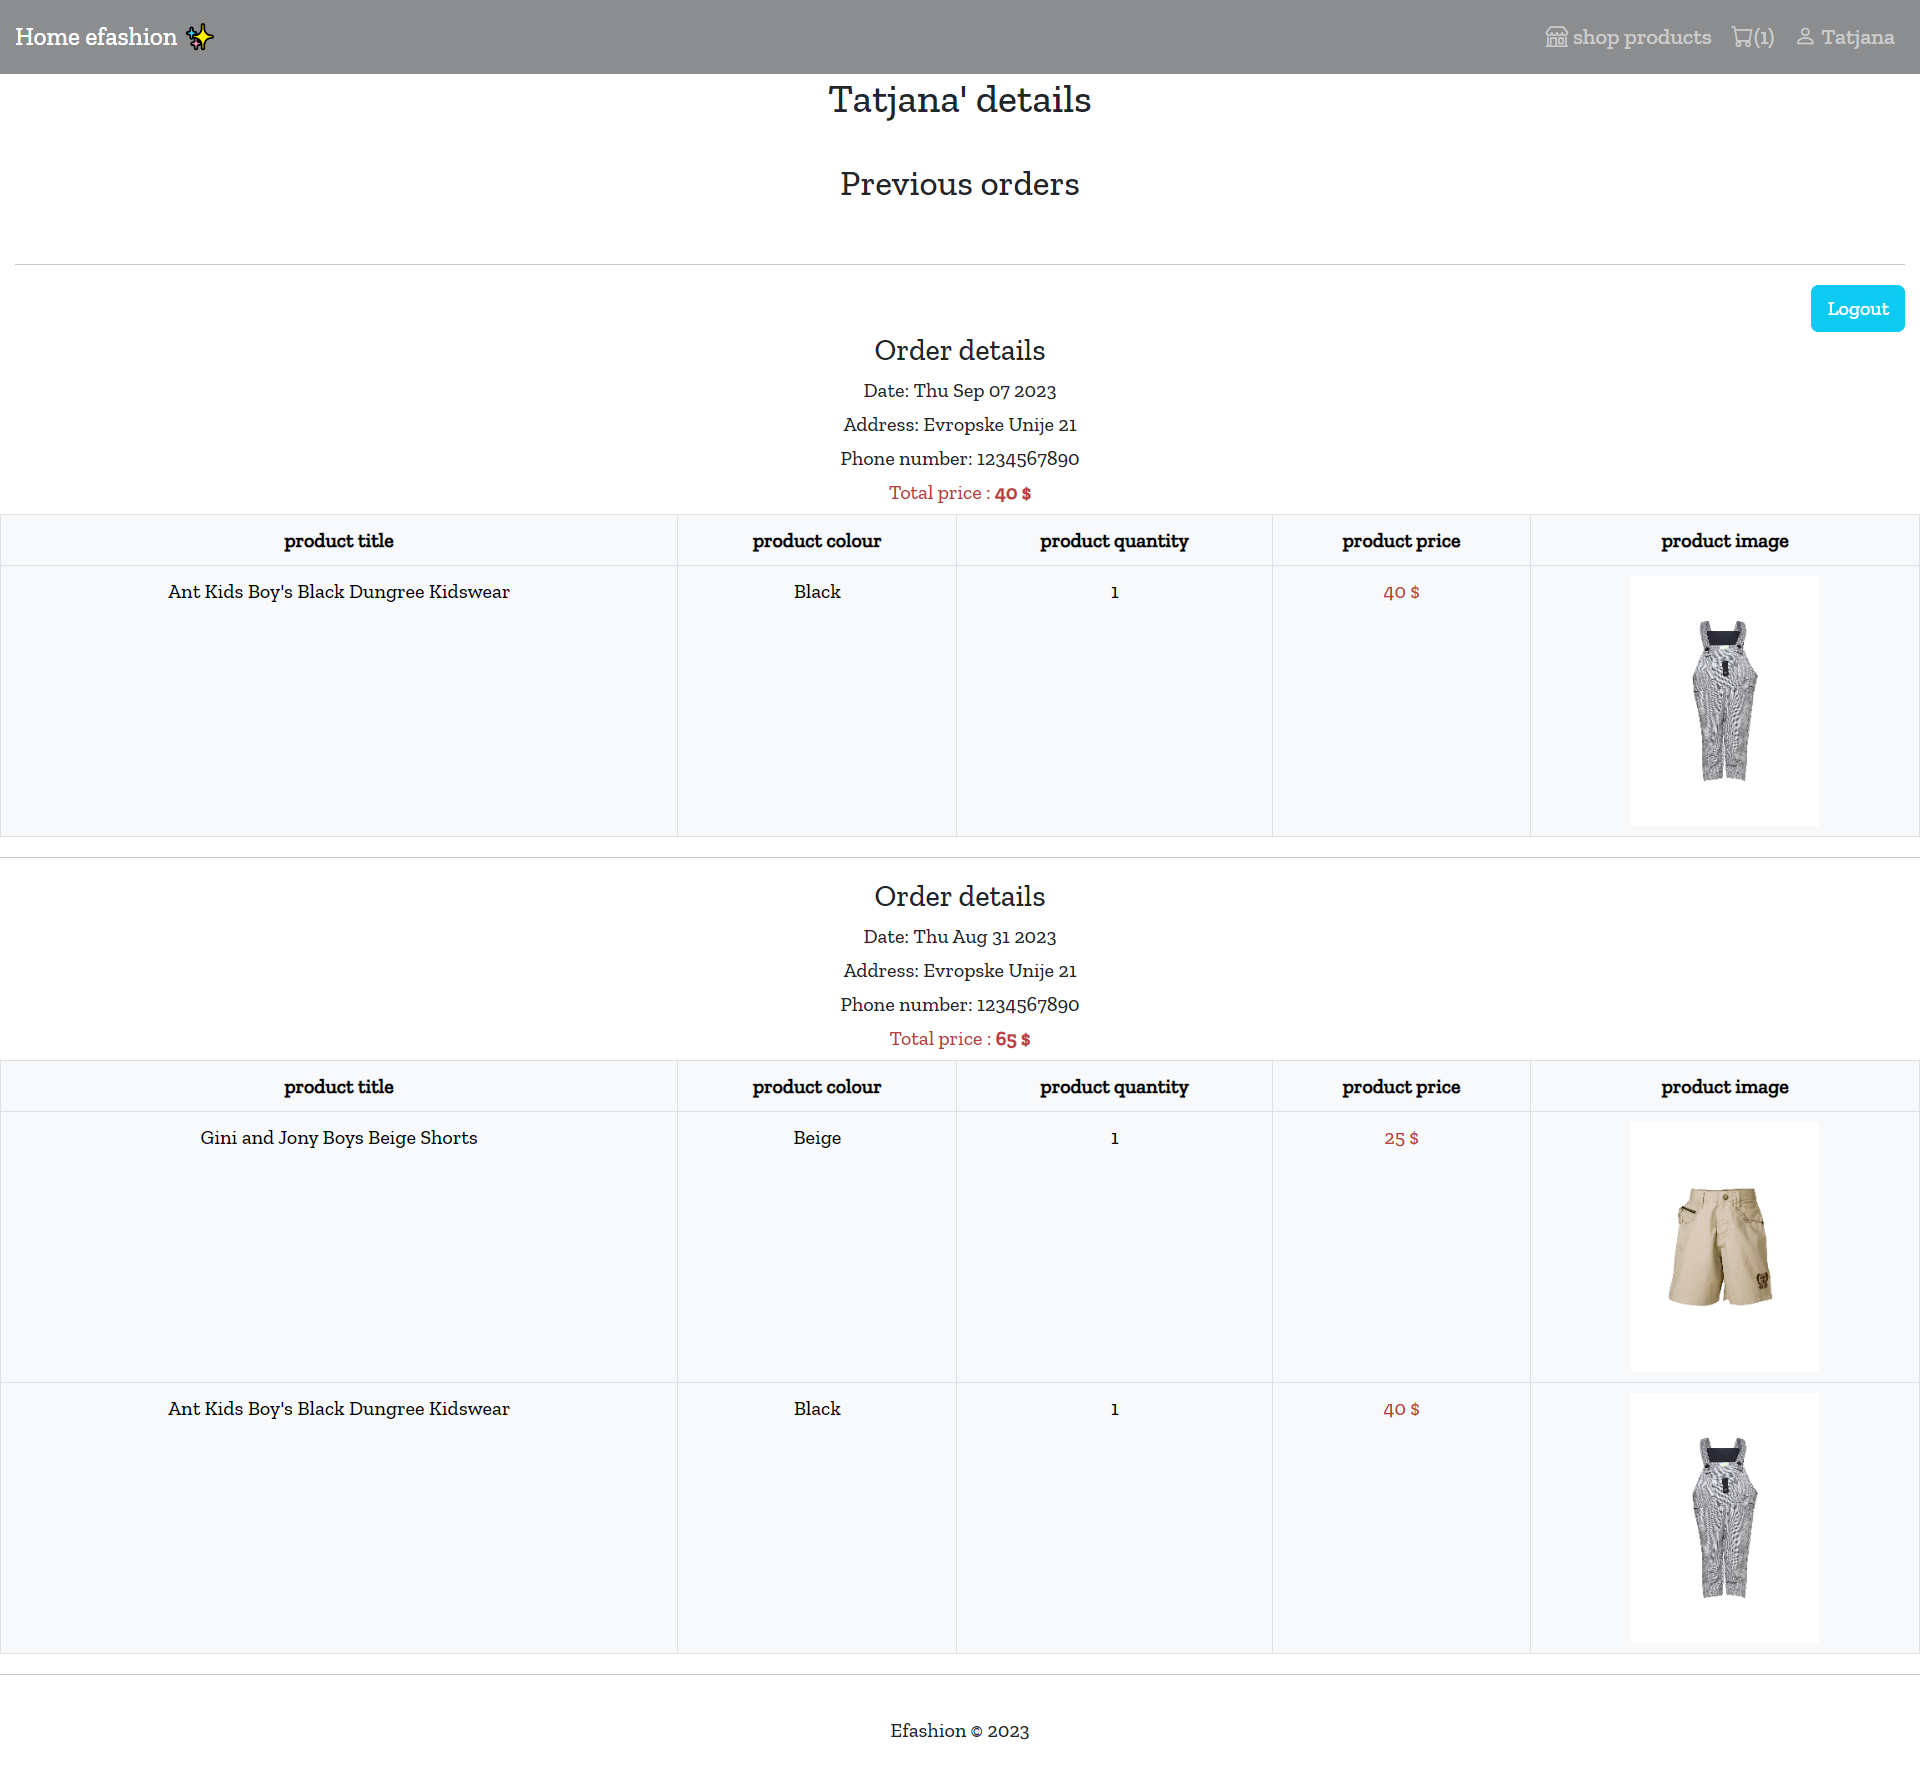 Home efashion ✨
shop products (1) Tatjana
Tatjana' details
Previous orders
Logout
Order details
Date: Thu Sep 07 2023
Address: Evropske Unije 21
Phone number: 1234567890
Total price : 40 $
product title product colour product quantity product price product image
Ant Kids Boy's Black Dungree Kidswear Black 1 40 $
Order details
Date: Thu Aug 31 2023
Address: Evropske Unije 21
Phone number: 1234567890
Total price : 65 $
product title product colour product quantity product price product image
Gini and Jony Boys Beige Shorts Beige 1 25 $
Ant Kids Boy's Black Dungree Kidswear Black 1 40 $
Efashion © 2023